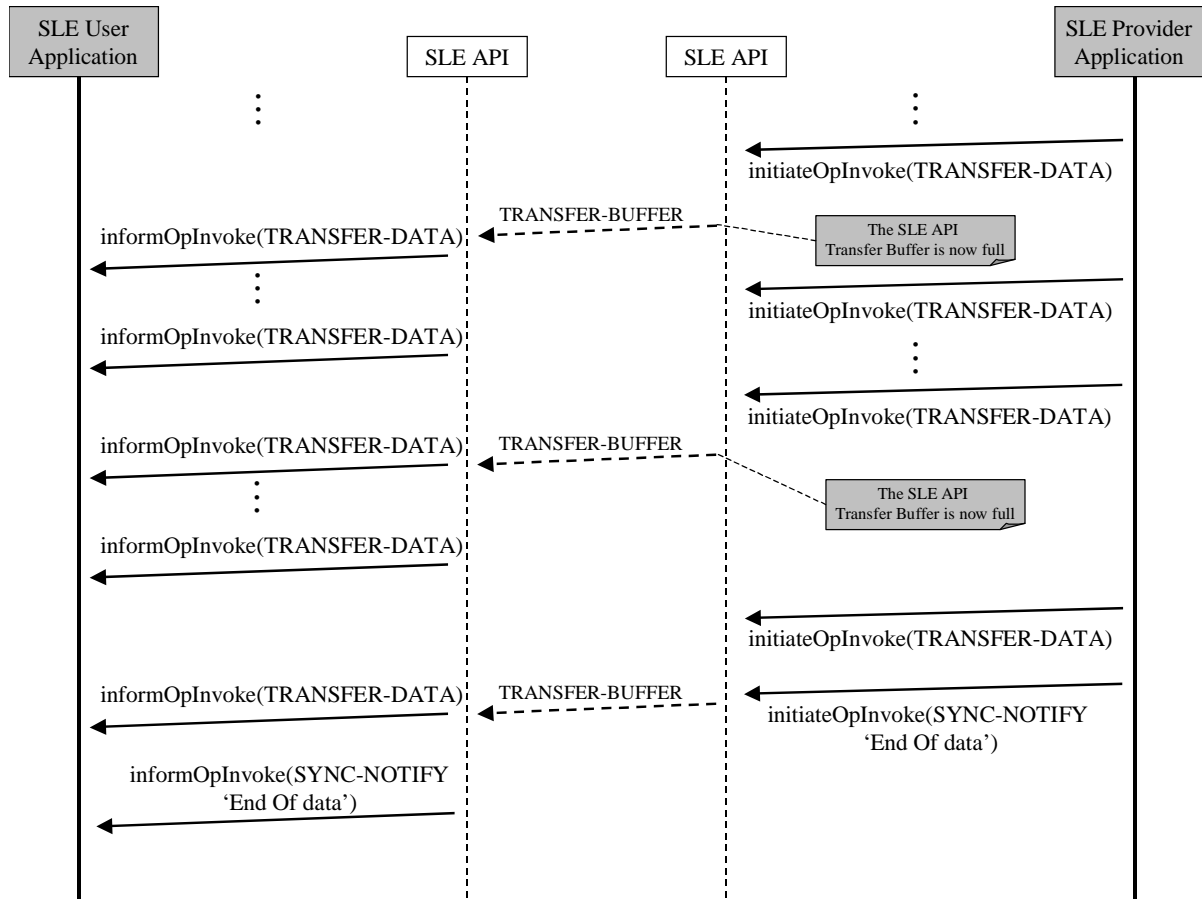 SLE User
Application
SLE API
SLE API
SLE Provider
Application
initiateOpInvoke(TRANSFER-DATA)
TRANSFER-BUFFER
The SLE API
Transfer Buffer is now full
informOpInvoke(TRANSFER-DATA)
initiateOpInvoke(TRANSFER-DATA)
informOpInvoke(TRANSFER-DATA)
initiateOpInvoke(TRANSFER-DATA)
informOpInvoke(TRANSFER-DATA)
TRANSFER-BUFFER
The SLE API
Transfer Buffer is now full
informOpInvoke(TRANSFER-DATA)
initiateOpInvoke(TRANSFER-DATA)
informOpInvoke(TRANSFER-DATA)
TRANSFER-BUFFER
initiateOpInvoke(SYNC-NOTIFY
‘End Of data’)
informOpInvoke(SYNC-NOTIFY
‘End Of data’)